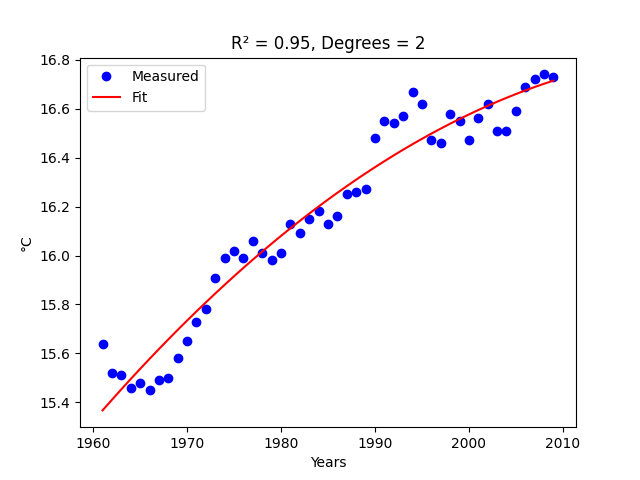 R² = 0.95, Degrees = 2
Measured
Fit
16.8
16.6
16.4
16.2
16.0
15.8
15.6
15.4
°C
1960 1970 1980 1990 2000 2010
Years